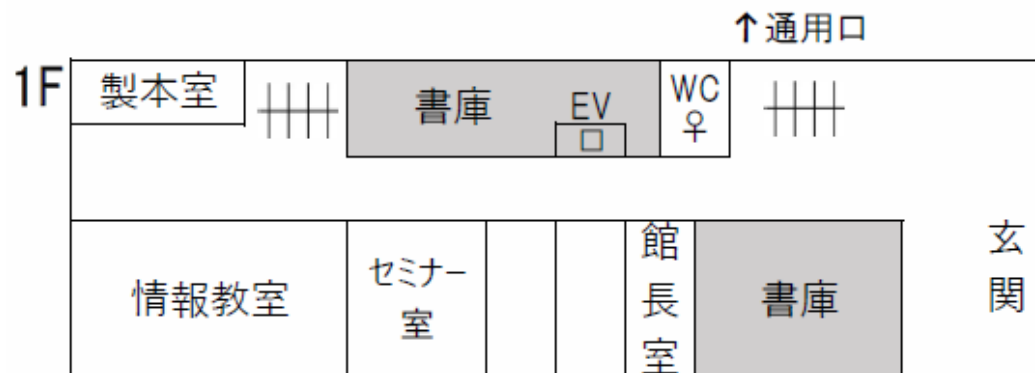 ↑通用口
1F
製本室
書庫
EV
WC
♀
情報教室
セミナー
室
館
長
室
書庫
玄
関